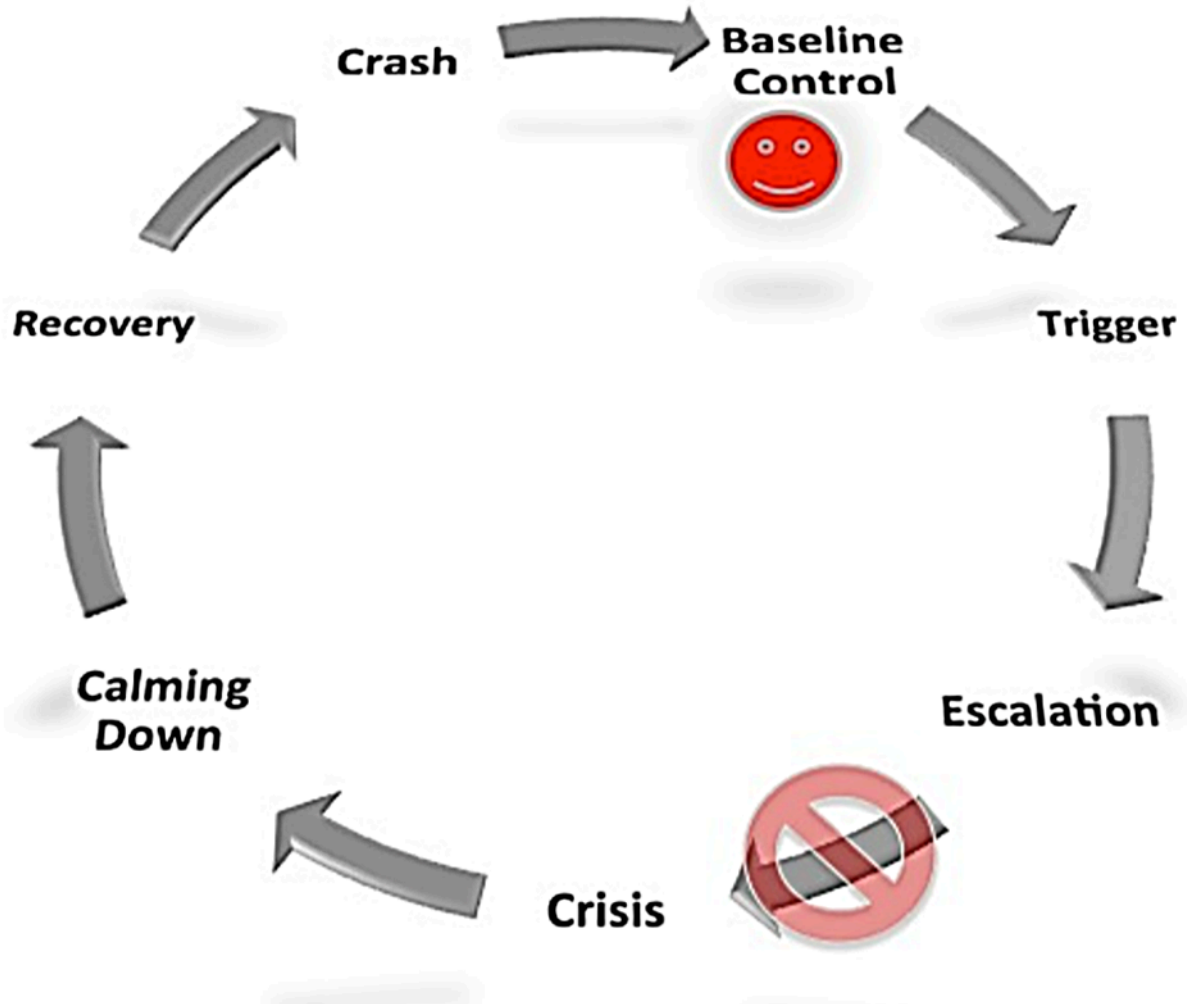 Baseline
Control
Trigger
Escalation
Crisis
Calming
Down
Recovery
Crash